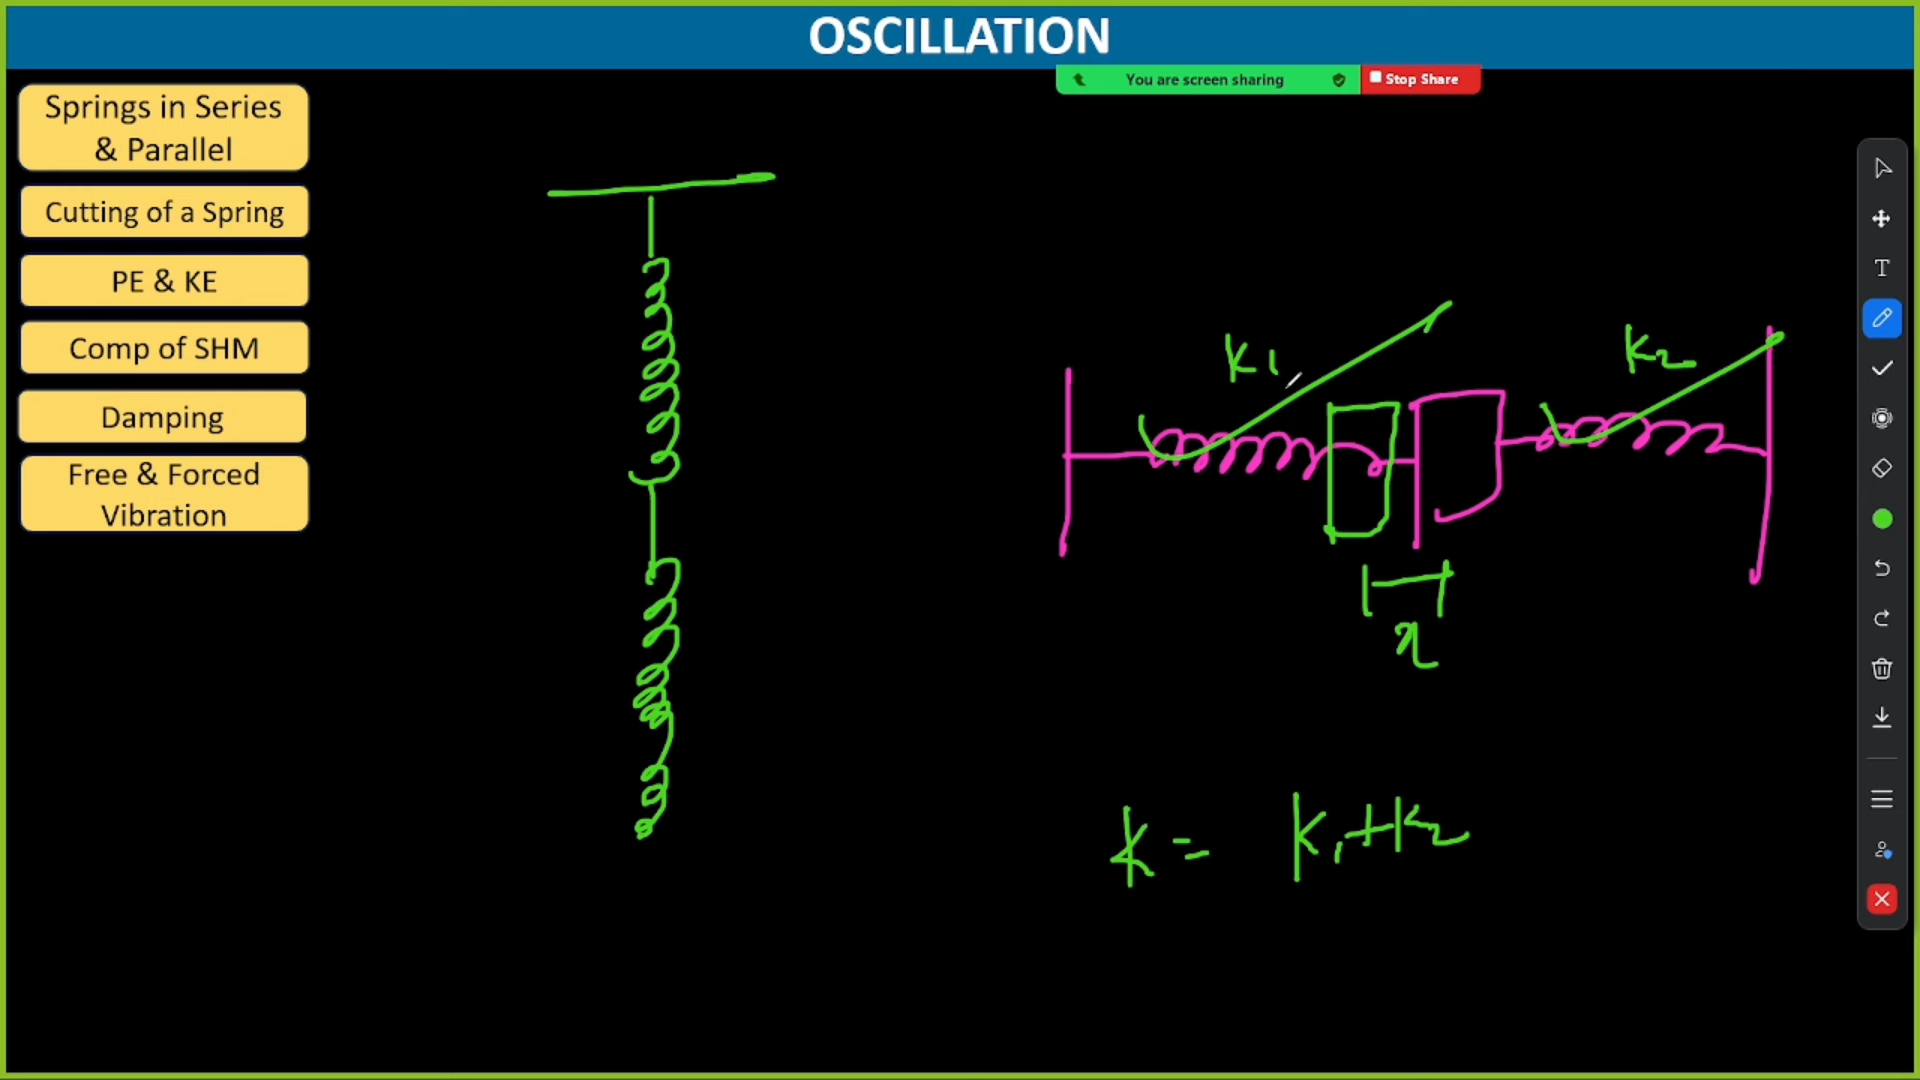 OSCILLATION
You are screen sharing
Stop Share
Springs in Series
& Parallel
Cutting of a Spring
PE & KE
Comp of SHM
Damping
Free & Forced
Vibration
K1
K2
x
K = K1+K2
T